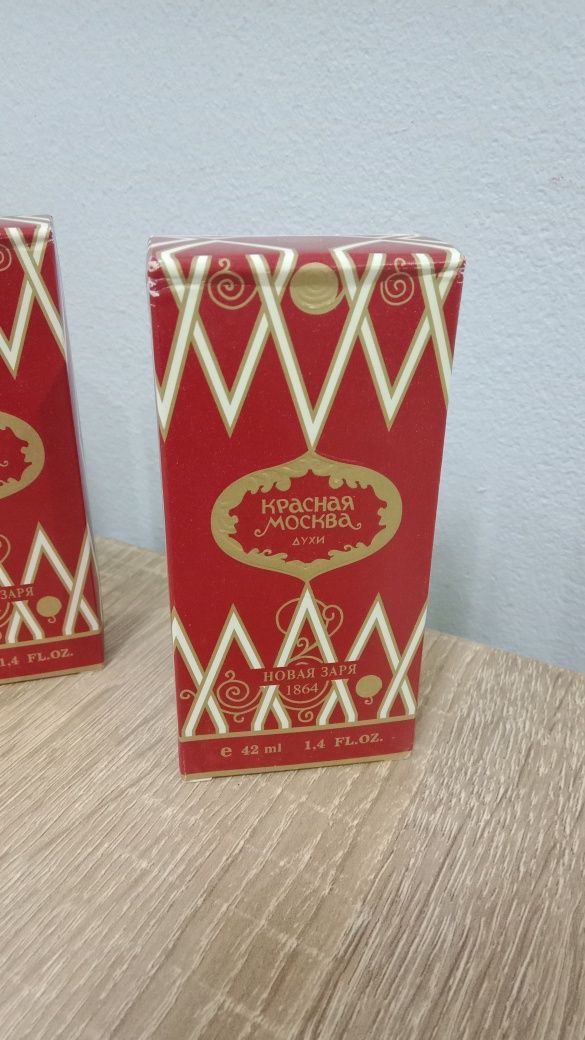 КРАСНАЯ
МОСКВА
ДУХИ
НОВАЯ ЗАРЯ
1864
e 42 ml 1,4 FL.OZ.
ЗАРЯ
1,4 FL.OZ.